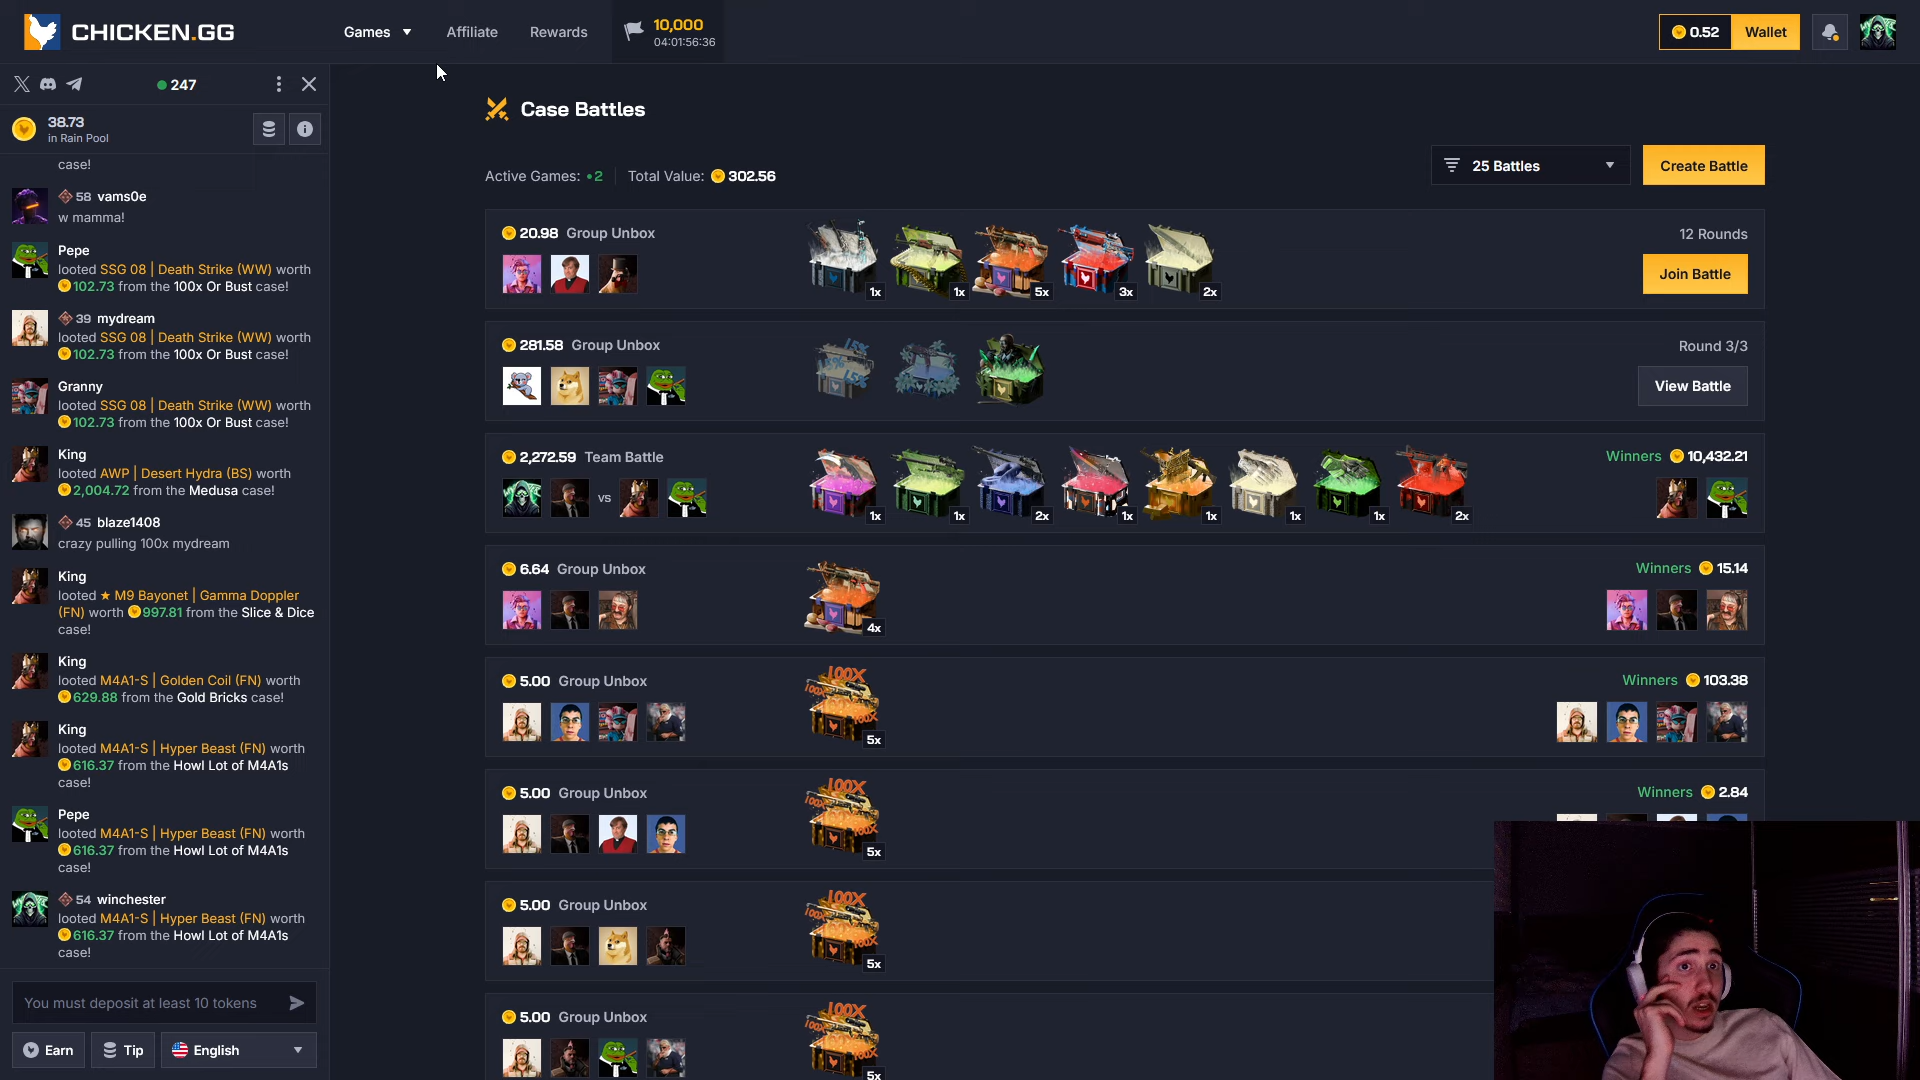 CHICKEN.GG
Games
Affiliate
Rewards
10,000
04:01:56:36
0.52
Wallet
247
38.73
in Rain Pool
case!
58 vams0e
w mamma!
Pepe
looted SSG 08 | Death Strike (WW) worth
102.73 from the 100x Or Bust case!
39 mydream
looted SSG 08 | Death Strike (WW) worth
102.73 from the 100x Or Bust case!
Granny
looted SSG 08 | Death Strike (WW) worth
102.73 from the 100x Or Bust case!
King
looted AWP | Desert Hydra (BS) worth
2,004.72 from the Medusa case!
45 blaze1408
crazy pulling 100x mydream
King
looted ★ M9 Bayonet | Gamma Doppler
(FN) worth 997.81 from the Slice & Dice
case!
King
looted M4A1-S | Golden Coil (FN) worth
629.88 from the Gold Bricks case!
King
looted M4A1-S | Hyper Beast (FN) worth
616.37 from the Howl Lot of M4A1s
case!
Pepe
looted M4A1-S | Hyper Beast (FN) worth
616.37 from the Howl Lot of M4A1s
case!
54 winchester
looted M4A1-S | Hyper Beast (FN) worth
616.37 from the Howl Lot of M4A1s
case!
You must deposit at least 10 tokens
Earn
Tip
English
Case Battles
Active Games: 2
Total Value: 302.56
25 Battles
Create Battle
20.98 Group Unbox
1x
1x
5x
3x
2x
12 Rounds
Join Battle
281.58 Group Unbox
Round 3/3
View Battle
2,272.59 Team Battle
vs
1x
1x
2x
1x
1x
1x
1x
2x
Winners 10,432.21
6.64 Group Unbox
4x
Winners 15.14
5.00 Group Unbox
100X
5x
Winners 103.38
5.00 Group Unbox
100X
5x
Winners 2.84
5.00 Group Unbox
100X
5x
5.00 Group Unbox
100X
5x